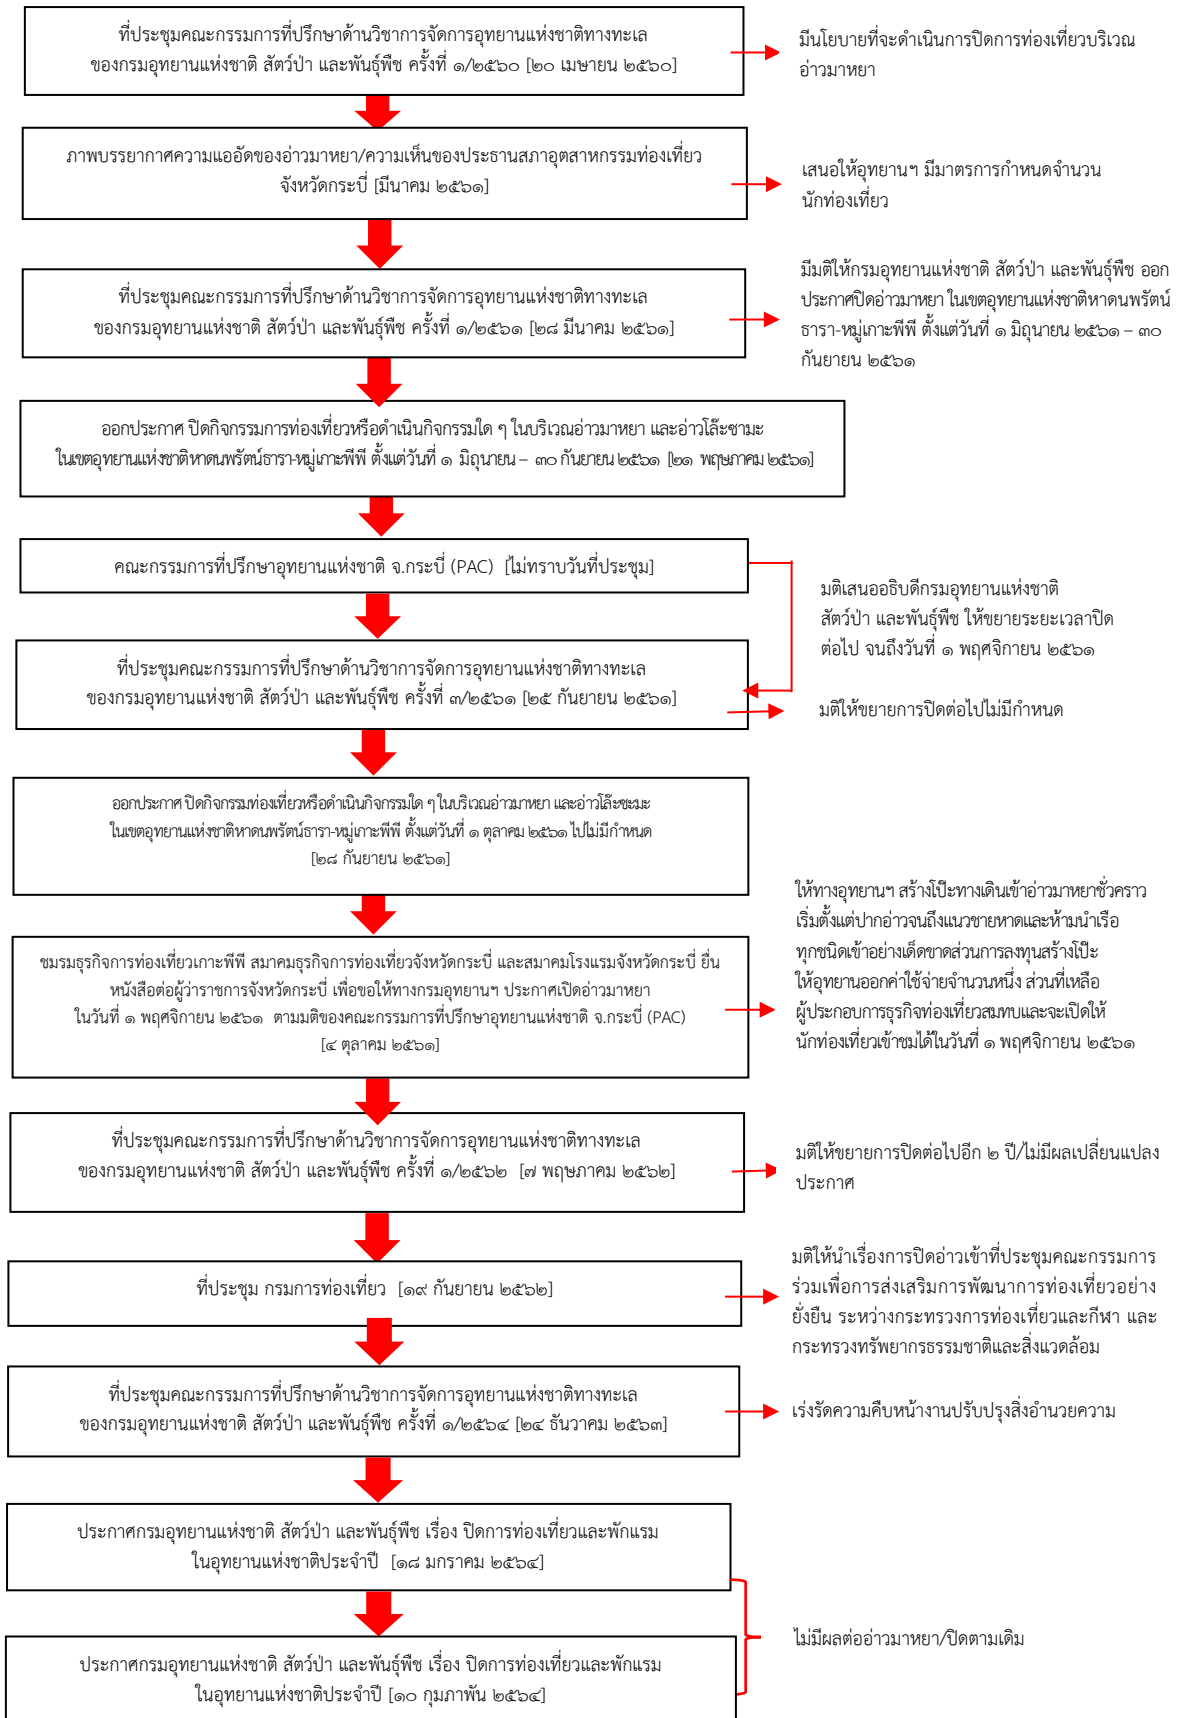 ที่ประชุมคณะกรรมการที่ปรึกษาด้านวิชาการจัดการอุทยานแห่งชาติทางทะเล
ของกรมอุทยานแห่งชาติ สัตว์ป่า และพันธุ์พืช ครั้งที่ ๑/๒๕๖๐ [๒๐ เมษายน ๒๕๖๐]
มีนโยบายที่จะดำเนินการปิดการท่องเที่ยวบริเวณ
อ่าวมาหยา
ภาพบรรยากาศความแออัดของอ่าวมาหยา/ความเห็นของประธานสภาอุตสาหกรรมท่องเที่ยว
จังหวัดกระบี่ [มีนาคม ๒๕๖๑]
เสนอให้อุทยานฯ มีมาตรการกำหนดจำนวน
นักท่องเที่ยว
ที่ประชุมคณะกรรมการที่ปรึกษาด้านวิชาการจัดการอุทยานแห่งชาติทางทะเล
ของกรมอุทยานแห่งชาติ สัตว์ป่า และพันธุ์พืช ครั้งที่ ๑/๒๕๖๑ [๒๘ มีนาคม ๒๕๖๑]
มีมติให้กรมอุทยานแห่งชาติ สัตว์ป่า และพันธุ์พืช ออก
ประกาศปิดอ่าวมาหยา ในเขตอุทยานแห่งชาติหาดนพรัตน์
ธารา-หมู่เกาะพีพี ตั้งแต่วันที่ ๑ มิถุนายน ๒๕๖๑ – ๓๐
กันยายน ๒๕๖๑
ออกประกาศ ปิดกิจกรรมการท่องเที่ยวหรือดำเนินกิจกรรมใด ๆ ในบริเวณอ่าวมาหยา และอ่าวโล๊ะซามะ
ในเขตอุทยานแห่งชาติหาดนพรัตน์ธารา-หมู่เกาะพีพี ตั้งแต่วันที่ ๑ มิถุนายน – ๓๐ กันยายน ๒๕๖๑ [๒๑ พฤษภาคม ๒๕๖๑]
คณะกรรมการที่ปรึกษาอุทยานแห่งชาติ จ.กระบี่ (PAC) [ไม่ทราบวันที่ประชุม]
มติเสนออธิบดีกรมอุทยานแห่งชาติ
สัตว์ป่า และพันธุ์พืช ให้ขยายระยะเวลาปิด
ต่อไป จนถึงวันที่ ๑ พฤศจิกายน ๒๕๖๑
ที่ประชุมคณะกรรมการที่ปรึกษาด้านวิชาการจัดการอุทยานแห่งชาติทางทะเล
ของกรมอุทยานแห่งชาติ สัตว์ป่า และพันธุ์พืช ครั้งที่ ๓/๒๕๖๑ [๒๕ กันยายน ๒๕๖๑]
มติให้ขยายการปิดต่อไปไม่มีกำหนด
ออกประกาศ ปิดกิจกรรมท่องเที่ยวหรือดำเนินกิจกรรมใด ๆ ในบริเวณอ่าวมาหยา และอ่าวโล๊ะซะมะ
ในเขตอุทยานแห่งชาติหาดนพรัตน์ธารา-หมู่เกาะพีพี ตั้งแต่วันที่ ๑ ตุลาคม ๒๕๖๑ ไปไม่มีกำหนด
[๒๘ กันยายน ๒๕๖๑]
ชมรมธุรกิจการท่องเที่ยวเกาะพีพี สมาคมธุรกิจการท่องเที่ยวจังหวัดกระบี่ และสมาคมโรงแรมจังหวัดกระบี่ ยื่น
หนังสือต่อผู้ว่าราชการจังหวัดกระบี่ เพื่อขอให้ทางกรมอุทยานฯ ประกาศเปิดอ่าวมาหยา
ในวันที่ ๑ พฤศจิกายน ๒๕๖๑ ตามมติของคณะกรรมการที่ปรึกษาอุทยานแห่งชาติ จ.กระบี่ (PAC)
[๔ ตุลาคม ๒๕๖๑]
ให้ทางอุทยานฯ สร้างโป๊ะทางเดินเข้าอ่าวมาหยาชั่วคราว
เริ่มตั้งแต่ปากอ่าวจนถึงแนวชายหาดและห้ามนำเรือ
ทุกชนิดเข้าอย่างเด็ดขาดส่วนการลงทุนสร้างโป๊ะ
ให้อุทยานออกค่าใช้จ่ายจำนวนหนึ่ง ส่วนที่เหลือ
ผู้ประกอบการธุรกิจท่องเที่ยวสมทบและจะเปิดให้
นักท่องเที่ยวเข้าชมได้ในวันที่ ๑ พฤศจิกายน ๒๕๖๑
ที่ประชุมคณะกรรมการที่ปรึกษาด้านวิชาการจัดการอุทยานแห่งชาติทางทะเล
ของกรมอุทยานแห่งชาติ สัตว์ป่า และพันธุ์พืช ครั้งที่ ๑/๒๕๖๒ [๗ พฤษภาคม ๒๕๖๒]
มติให้ขยายการปิดต่อไปอีก ๒ ปี/ไม่มีผลเปลี่ยนแปลง
ประกาศ
ที่ประชุม กรมการท่องเที่ยว [๑๙ กันยายน ๒๕๖๒]
มติให้นำเรื่องการปิดอ่าวเข้าที่ประชุมคณะกรรมการ
ร่วมเพื่อการส่งเสริมการพัฒนาการท่องเที่ยวอย่าง
ยั่งยืน ระหว่างกระทรวงการท่องเที่ยวและกีฬา และ
กระทรวงทรัพยากรธรรมชาติและสิ่งแวดล้อม
ที่ประชุมคณะกรรมการที่ปรึกษาด้านวิชาการจัดการอุทยานแห่งชาติทางทะเล
ของกรมอุทยานแห่งชาติ สัตว์ป่า และพันธุ์พืช ครั้งที่ ๑/๒๕๖๔ [๒๔ ธันวาคม ๒๕๖๓]
เร่งรัดความคืบหน้างานปรับปรุงสิ่งอำนวยความ
ประกาศกรมอุทยานแห่งชาติ สัตว์ป่า และพันธุ์พืช เรื่อง ปิดการท่องเที่ยวและพักแรม
ในอุทยานแห่งชาติประจำปี [๑๘ มกราคม ๒๕๖๔]
ไม่มีผลต่ออ่าวมาหยา/ปิดตามเดิม
ประกาศกรมอุทยานแห่งชาติ สัตว์ป่า และพันธุ์พืช เรื่อง ปิดการท่องเที่ยวและพักแรม
ในอุทยานแห่งชาติประจำปี [๑๐ กุมภาพัน ๒๕๖๔]